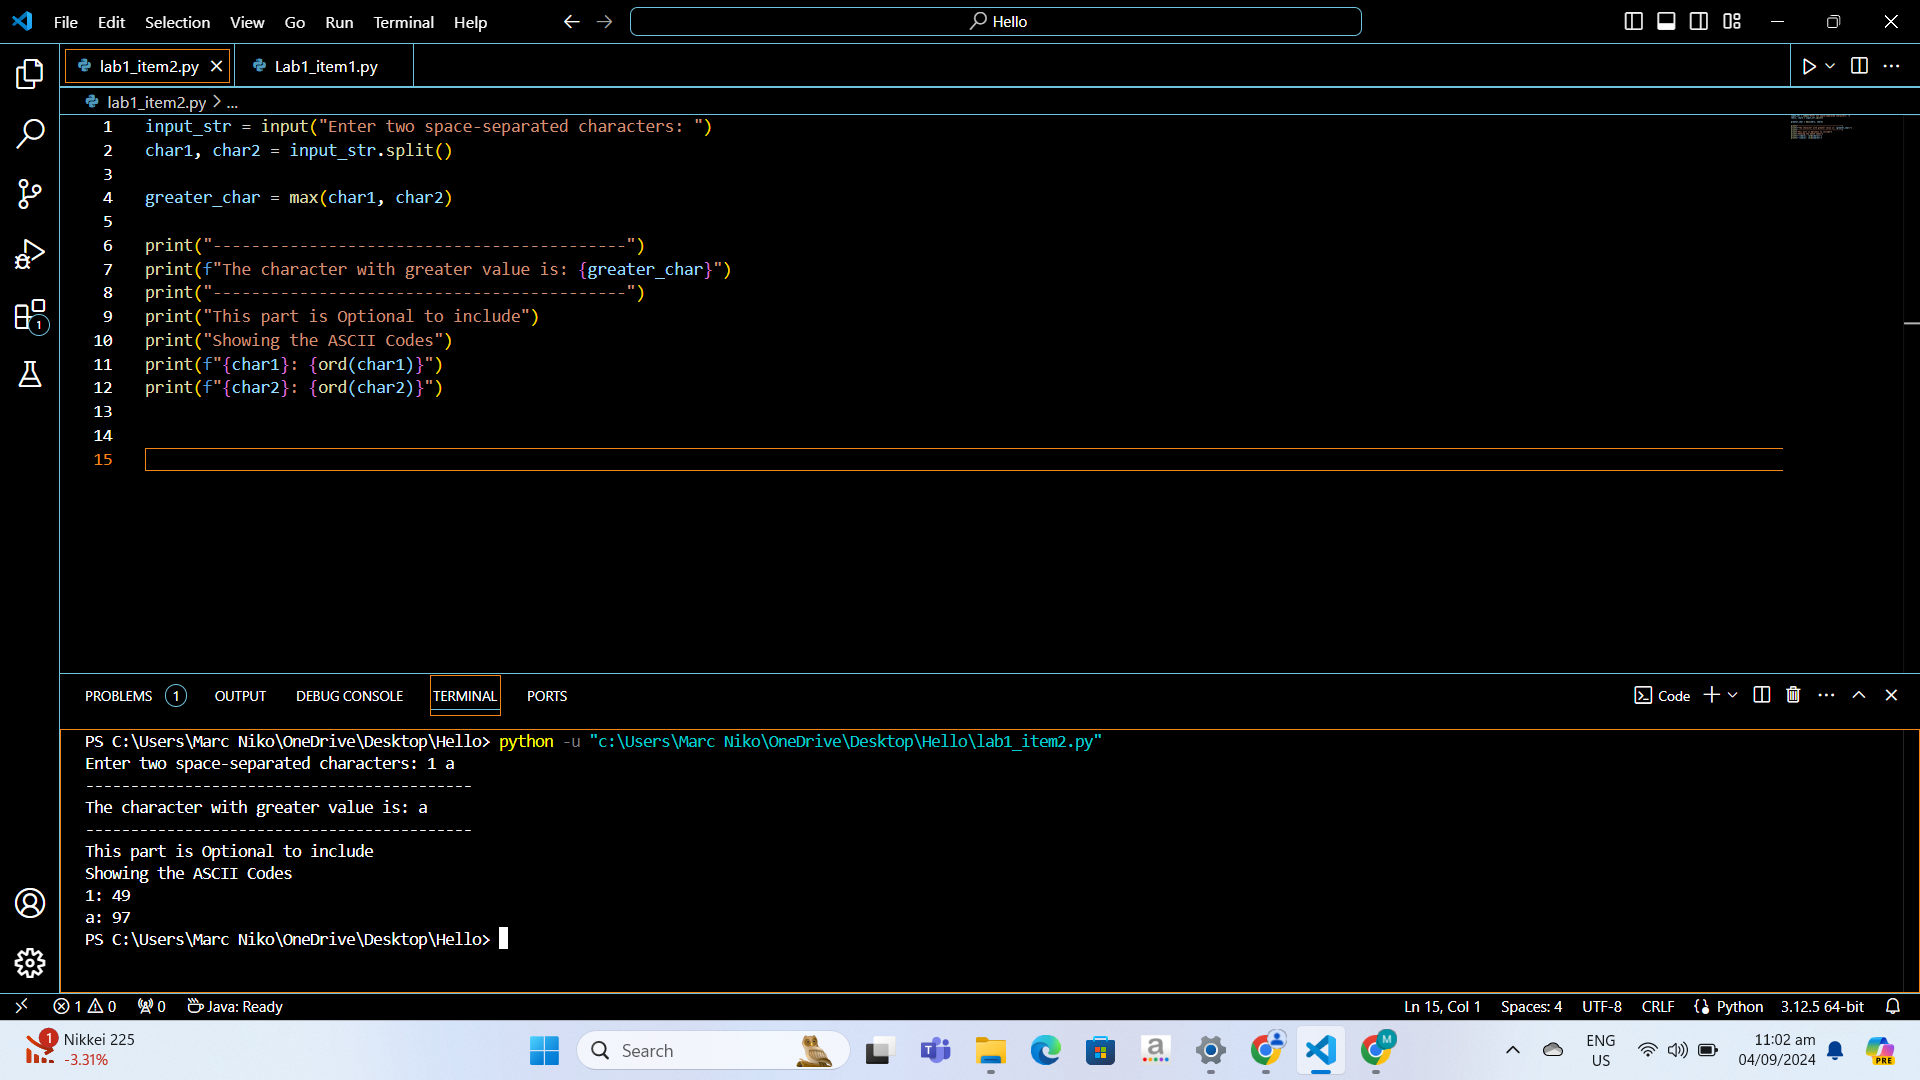 File Edit Selection View Go Run Terminal Help
Hello
lab1_item2.py
Lab1_item1.py
lab1_item2.py > ...
1 input_str = input("Enter two space-separated characters: ")
2 char1, char2 = input_str.split()
3
4 greater_char = max(char1, char2)
5
6 print("-------------------------------------------")
7 print(f"The character with greater value is: {greater_char}")
8 print("-------------------------------------------")
9 print("This part is Optional to include")
10 print("Showing the ASCII Codes")
11 print(f"{char1}: {ord(char1)}")
12 print(f"{char2}: {ord(char2)}")
13
14
15
1
PROBLEMS 1 OUTPUT DEBUG CONSOLE TERMINAL PORTS
Code
PS C:\Users\Marc Niko\OneDrive\Desktop\Hello> python -u "c:\Users\Marc Niko\OneDrive\Desktop\Hello\lab1_item2.py"
Enter two space-separated characters: 1 a
-------------------------------------------
The character with greater value is: a
-------------------------------------------
This part is Optional to include
Showing the ASCII Codes
1: 49
a: 97
PS C:\Users\Marc Niko\OneDrive\Desktop\Hello>
1 0 0 Java: Ready
Ln 15, Col 1 Spaces: 4 UTF-8 CRLF Python 3.12.5 64-bit
1
Nikkei 225
-3.31%
Search
a
M
ENG
US
11:02 am
04/09/2024
PRE